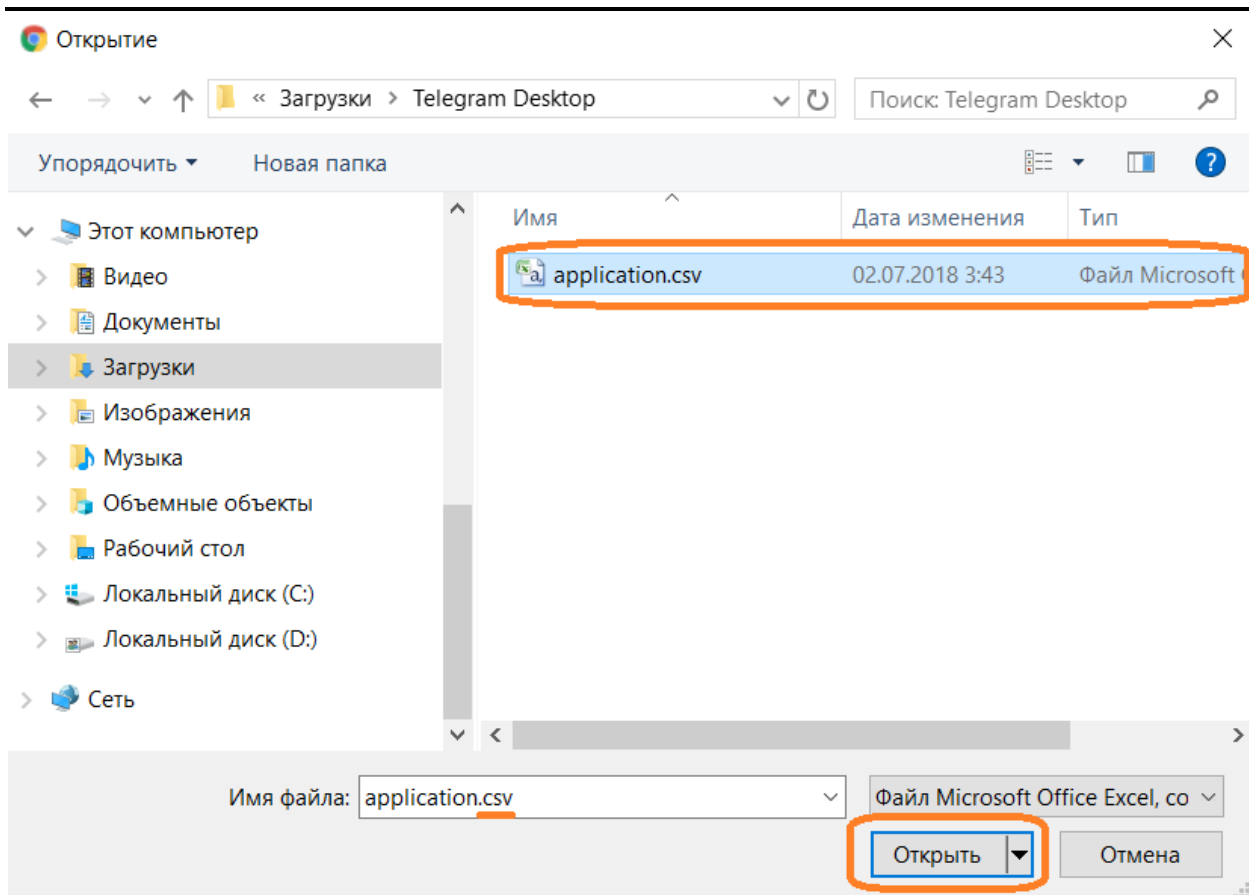 Открытие
« Загрузки > Telegram Desktop
Поиск: Telegram Desktop
Упорядочить
Новая папка
Имя
Дата изменения
Тип
Этот компьютер
Видео
Документы
Загрузки
Изображения
Музыка
Объемные объекты
Рабочий стол
Локальный диск (C:)
Локальный диск (D:)
Сеть
application.csv 02.07.2018 3:43 Файл Microsoft
Имя файла: application.csv
Файл Microsoft Office Excel, co
Открыть
Отмена